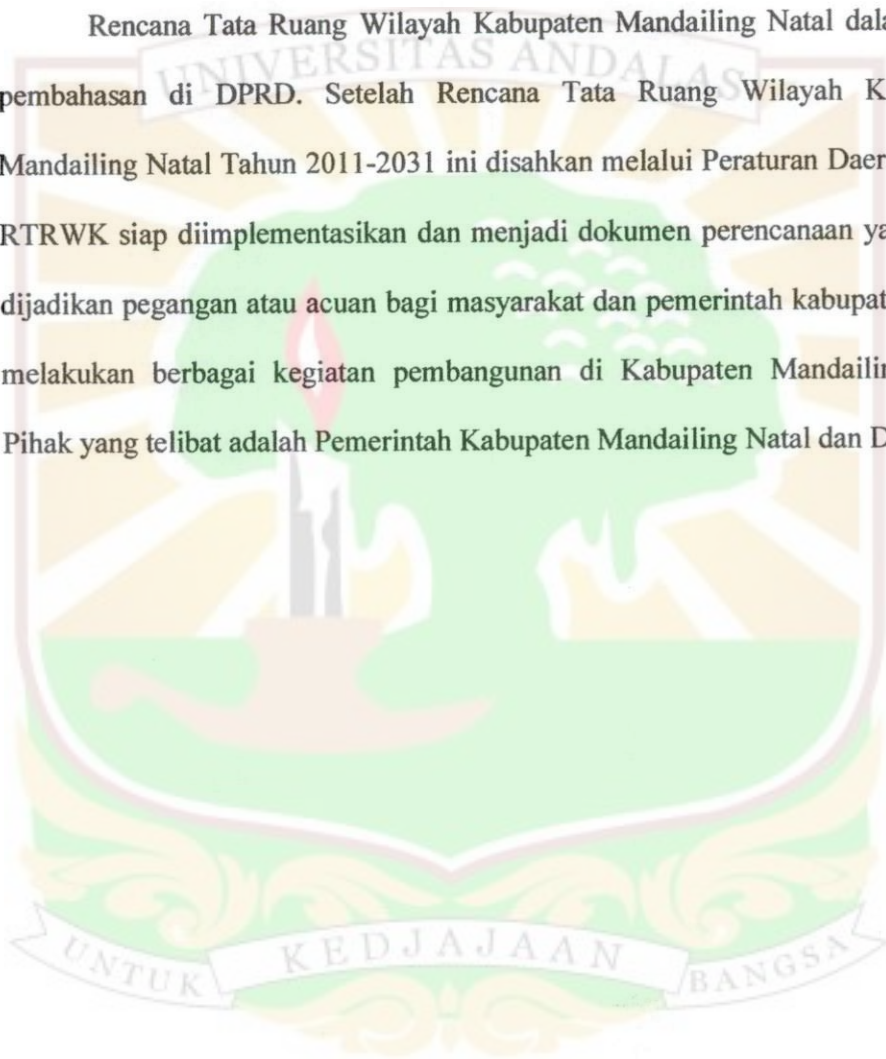 Rencana Tata Ruang Wilayah Kabupaten Mandailing Natal dala
UNIVERSITAS ANDALAS
pembahasan di DPRD. Setelah Rencana Tata Ruang Wilayah K
Mandailing Natal Tahun 2011-2031 ini disahkan melalui Peraturan Daer
RTRWK siap diimplementasikan dan menjadi dokumen perencanaan ya
dijadikan pegangan atau acuan bagi masyarakat dan pemerintah kabupat
melakukan berbagai kegiatan pembangunan di Kabupaten Mandailin
Pihak yang telibat adalah Pemerintah Kabupaten Mandailing Natal dan D
UNTUK KEDJAJAAN BANGSA